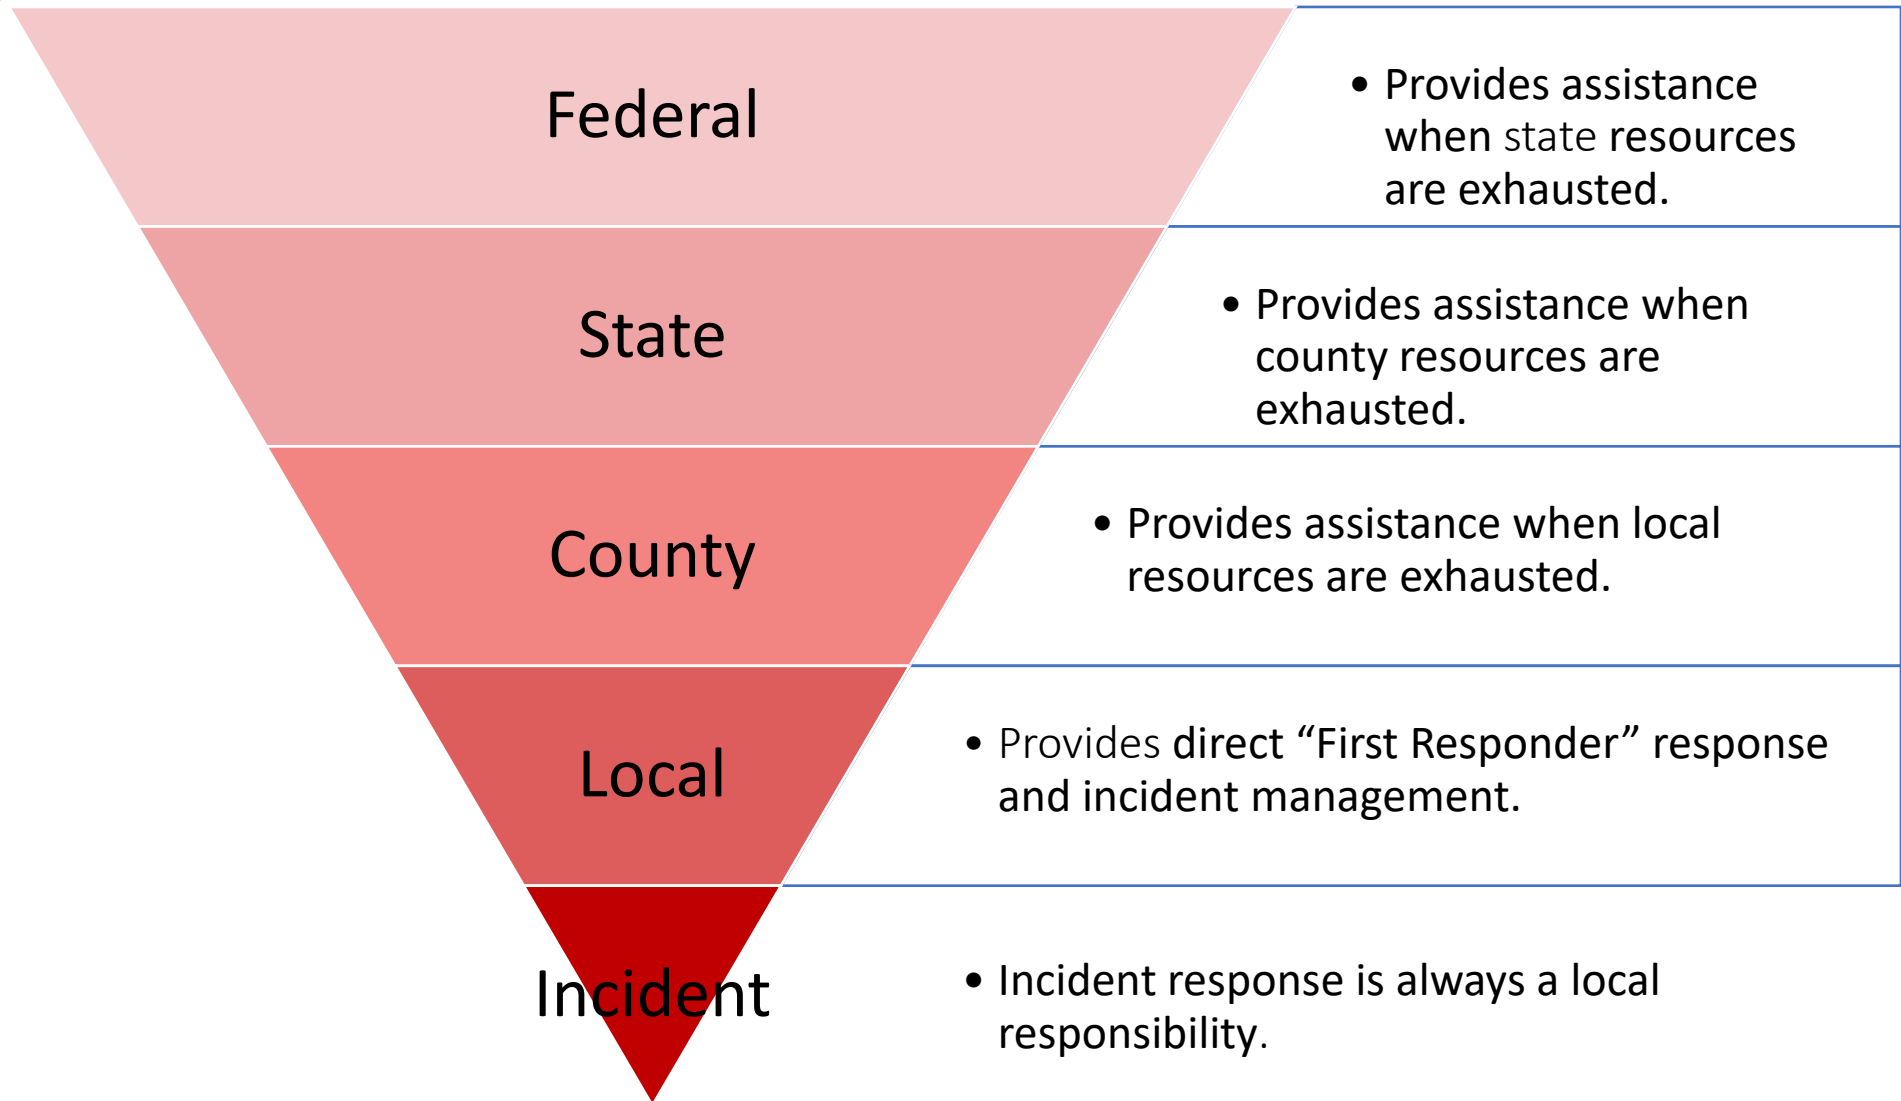 Federal
• Provides assistance
when state resources
are exhausted.
State
• Provides assistance when
county resources are
exhausted.
County
• Provides assistance when local
resources are exhausted.
Local
• Provides direct “First Responder” response
and incident management.
Incident
• Incident response is always a local
responsibility.